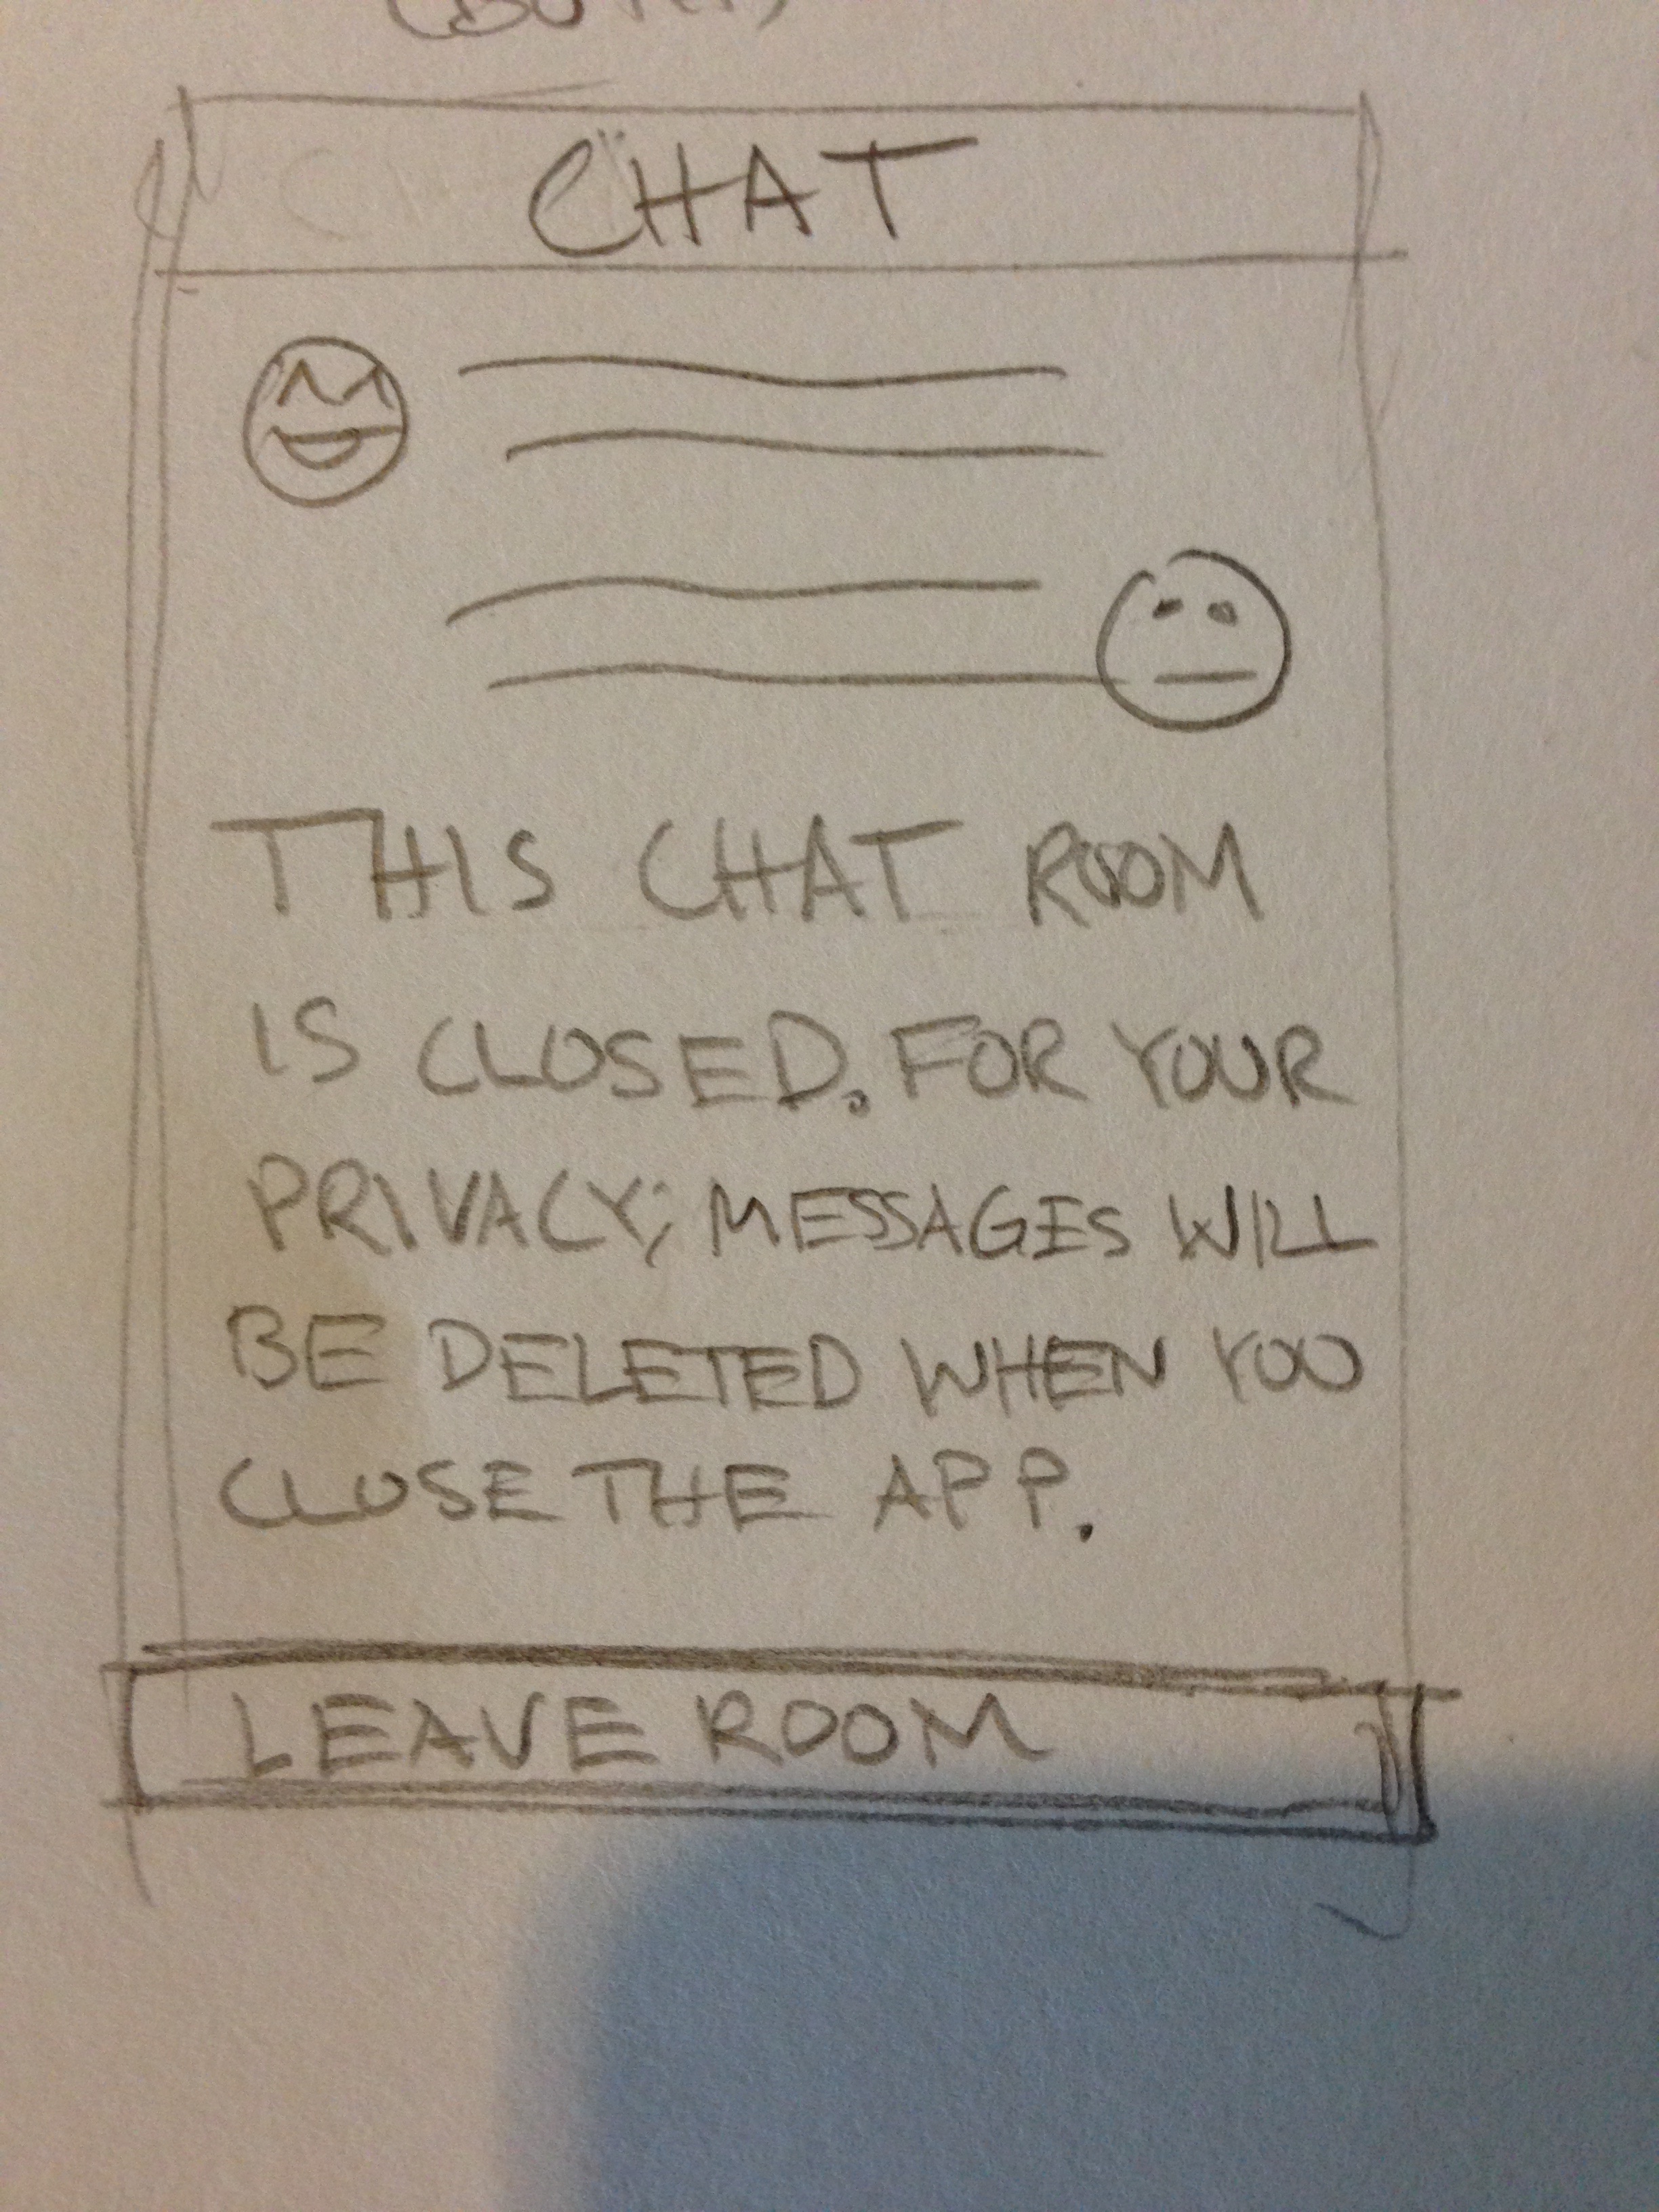 CHAT
THIS CHAT ROOM
IS CLOSED. FOR YOUR
PRIVACY, MESSAGES WILL
BE DELETED WHEN YOU
CLOSE THE APP.
LEAVE ROOM